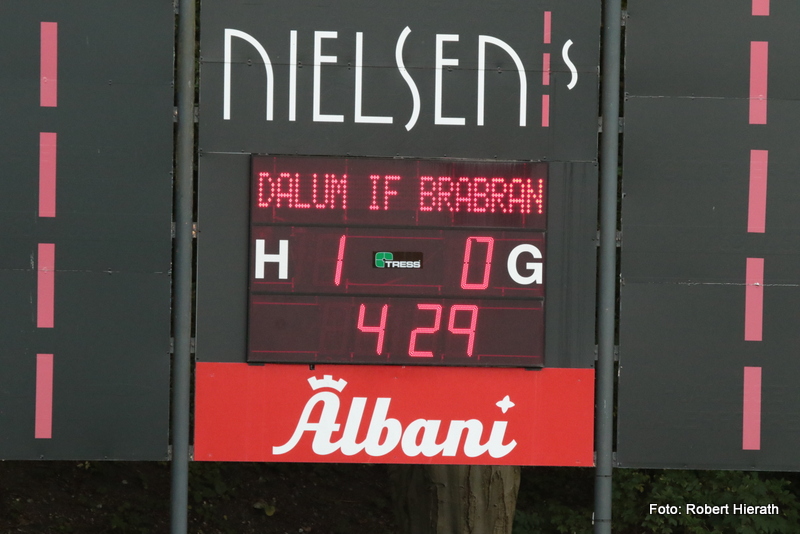 NIELSEN'S
DALUM IF BRABRAN
H 1 TRESS 0 G
4 29
Albani
Foto: Robert Hierath